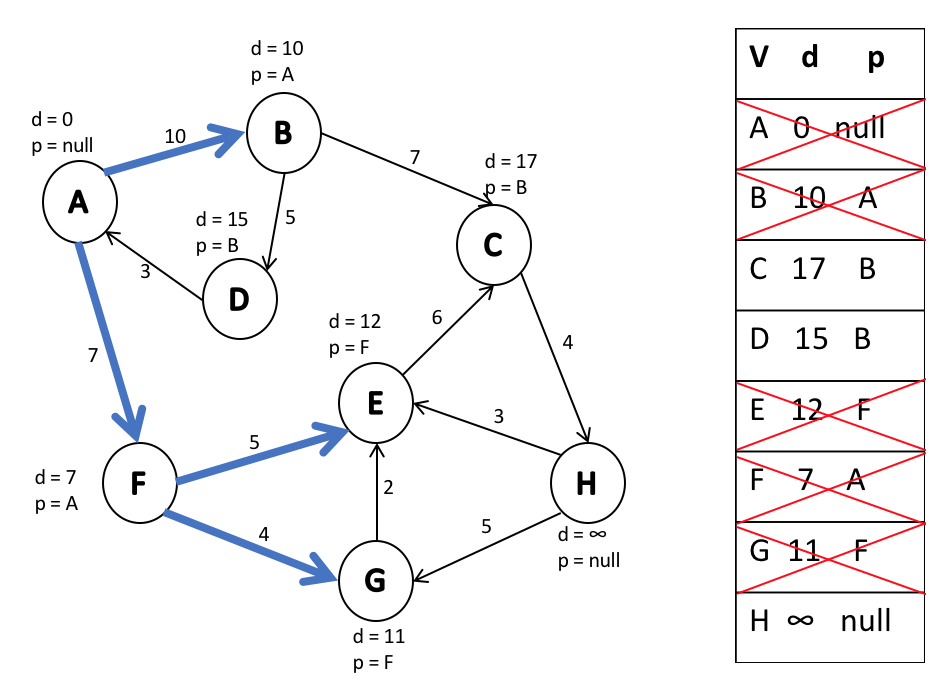 d = 10
p = A
d = 0
p = null
10
B
7
d = 17
p = B
A
d = 15
p = B
5
C
3
D
d = 12
p = F
6
4
7
E
3
5
d = 7
p = A
F
2
H
4
5
d = ∞
p = null
G
d = 11
p = F
V d p
A 0 null
B 10 A
C 17 B
D 15 B
E 12 F
F 7 A
G 11 F
H ∞ null